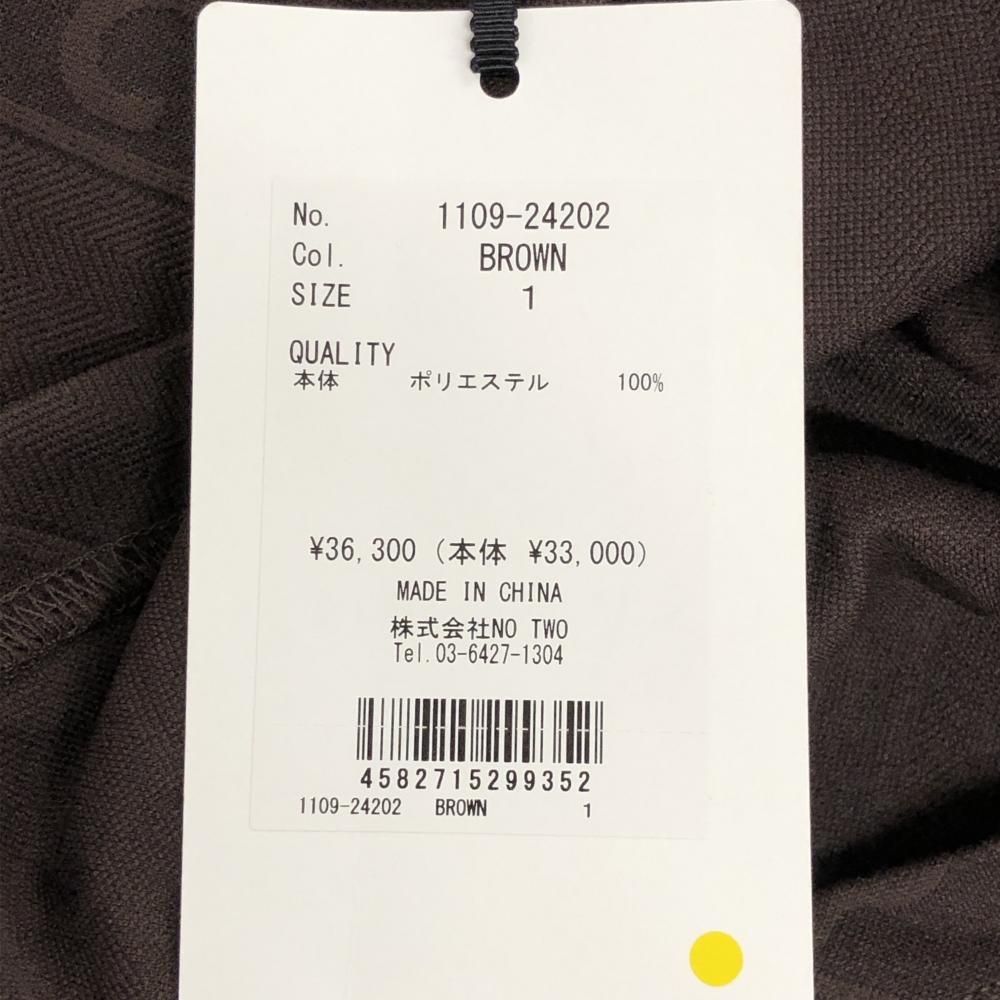 No. 1109-24202
Col. BROWN
SIZE 1
QUALITY
本体 ポリエステル 100%
¥36,300 (本体 ¥33,000)
MADE IN CHINA
株式会社NO TWO
Tel.03-6427-1304
4582715299352
1109-24202 BROWN 1